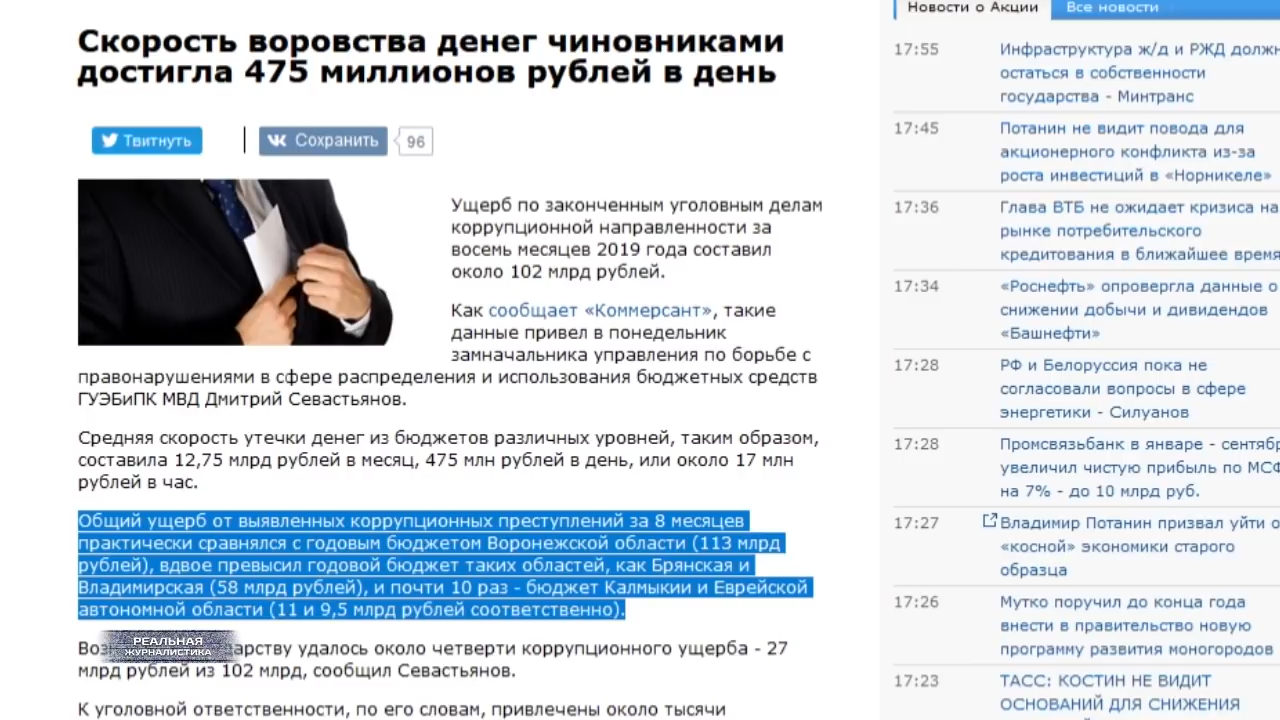 Скорость воровства денег чиновниками
достигла 475 миллионов рублей в день
Твитнуть
Сохранить
96
Ущерб по законченным уголовным делам
коррупционной направленности за
восемь месяцев 2019 года составил
около 102 млрд рублей.
Как сообщает «Коммерсант», такие
данные привел в понедельник
замначальника управления по борьбе с
правонарушениями в сфере распределения и использования бюджетных средств
ГУЭБиПК МВД Дмитрий Севастьянов.
Средняя скорость утечки денег из бюджетов различных уровней, таким образом,
составила 12,75 млрд рублей в месяц, 475 млн рублей в день, или около 17 млн
рублей в час.
Общий ущерб от выявленных коррупционных преступлений за 8 месяцев
практически сравнялся с годовым бюджетом Воронежской области (113 млрд
рублей), вдвое превысил годовой бюджет таких областей, как Брянская и
Владимирская (58 млрд рублей), и почти 10 раз - бюджет Калмыкии и Еврейской
автономной области (11 и 9,5 млрд рублей соответственно).
удалось около четверти коррупционного ущерба - 27
млрд рублей из 102 млрд, сообщил Севастьянов.
К уголовной ответственности, по его словам, привлечены около тысячи
РЕАЛЬНАЯ
ЖУРНАЛИСТИКА
Новости о Акции
Все новости
17:55
Инфраструктура ж/д и РЖД должн
остаться в собственности
государства - Минтранс
17:45
Потанин не видит повода для
акционерного конфликта из-за
роста инвестиций в «Норникеле»
17:36
Глава ВТБ не ожидает кризиса на
рынке потребительского
кредитования в ближайшее время
17:34
«Роснефть» опровергла данные о
снижении добычи и дивидендов
«Башнефти»
17:28
РФ и Белоруссия пока не
согласовали вопросы в сфере
энергетики - Силуанов
17:28
Промсвязьбанк в январе - сентябр
увеличил чистую прибыль по МСФ
на 7% - до 10 млрд руб.
17:27
Владимир Потанин призвал уйти о
«косной» экономики старого
образца
17:26
Мутко поручил до конца года
внести в правительство новую
программу развития моногородов
17:23
ТАСС: КОСТИН НЕ ВИДИТ
ОСНОВАНИЙ ДЛЯ СНИЖЕНИЯ